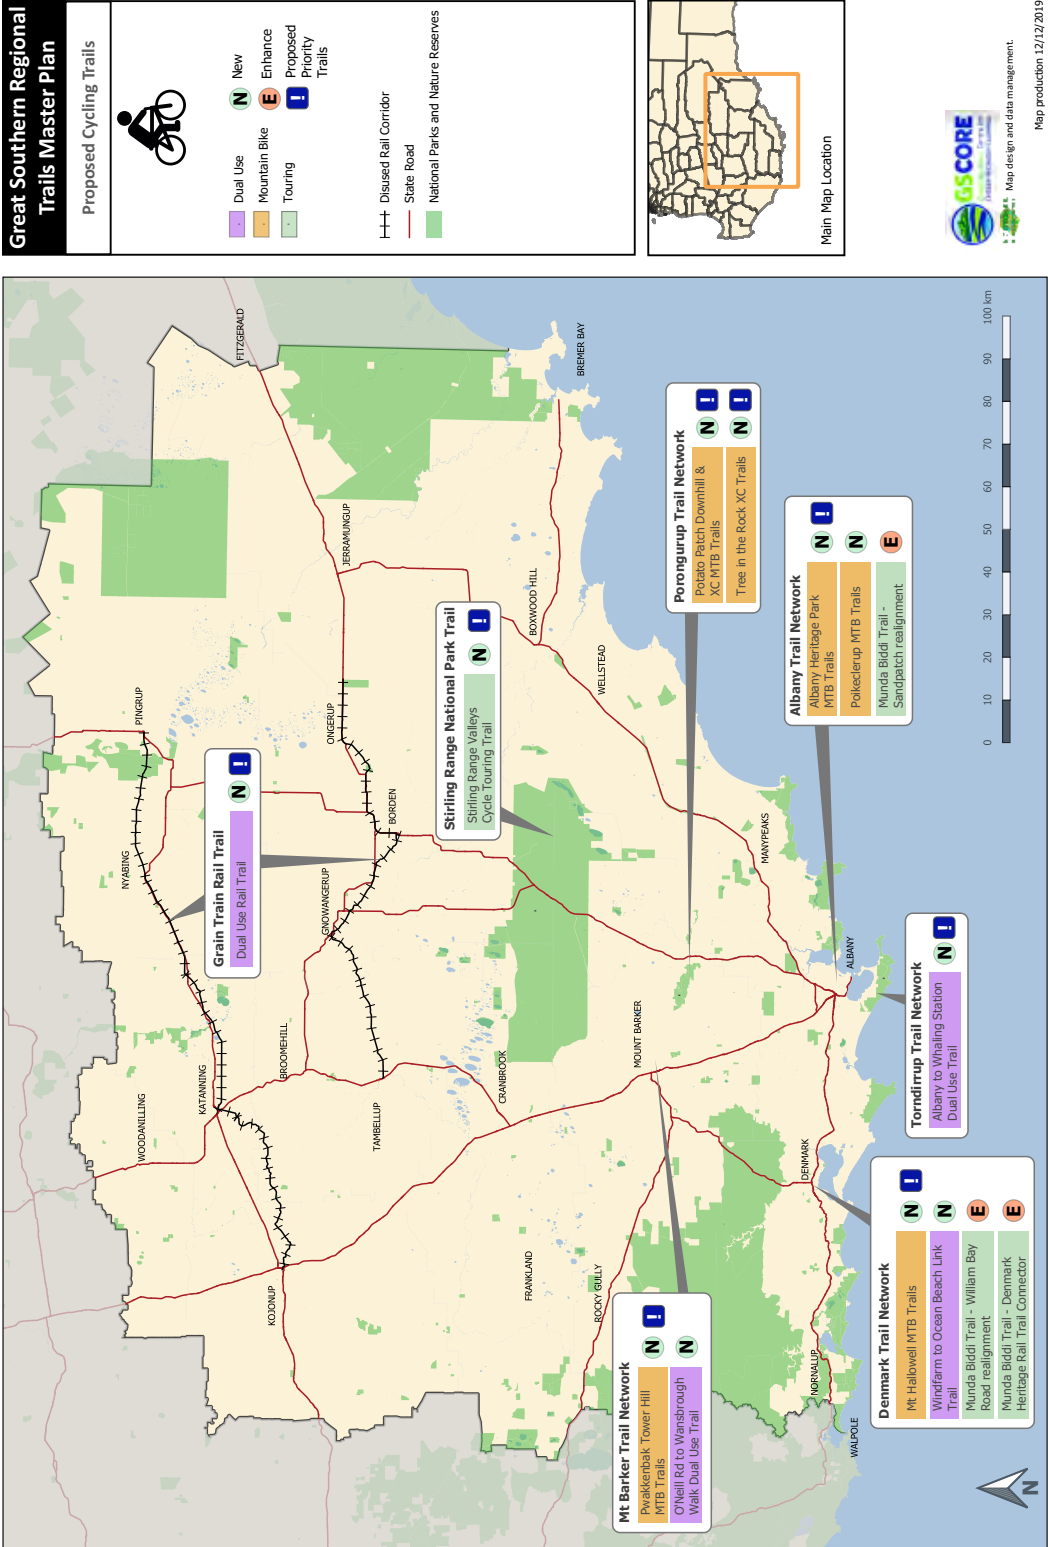 Great Southern Regional
Trails Master Plan
Proposed Cycling Trails
Dual Use
Mountain Bike
Touring
N New
E Enhance
! Proposed
Priority
Trails
Disused Rail Corridor
State Road
National Parks and Nature Reserves
Main Map Location
GSCORE
Map design and data management.
Map production 12/12/2019
FITZGERALD
BREMER BAY
JERRAMUNGUP
BOXWOOD HILL
WELLSTEAD
PINGRUP
ONGERUP
NYABING
BORDEN
GNOWANGERUP
MANYPEAKS
ALBANY
KATANNING
BROOMEHILL
WOODANILLING
TAMBELLUP
CRANBROOK
MOUNT BARKER
DENMARK
KOJONUP
FRANKLAND
ROCKY GULLY
NORNALUP
WALPOLE
Grain Train Rail Trail
Dual Use Rail Trail
N !
Stirling Range National Park Trail
Stirling Range Valleys
Cycle Touring Trail
N !
Porongurup Trail Network
Potato Patch Downhill &
XC MTB Trails
N !
Tree in the Rock XC Trails
N !
Albany Trail Network
Albany Heritage Park
MTB Trails
N !
Poikeclerup MTB Trails
N
Munda Biddi Trail -
Sandpatch realignment
E
Torndirrup Trail Network
Albany to Whaling Station
Dual Use Trail
N !
Denmark Trail Network
Mt Hallowell MTB Trails
N !
Windfarm to Ocean Beach Link
Trail
N
Munda Biddi Trail - William Bay
Road realignment
E
Munda Biddi Trail - Denmark
Heritage Rail Trail Connector
E
Mt Barker Trail Network
Pwakkenbak Tower Hill
MTB Trails
N !
O'Neill Rd to Wansbrough
Walk Dual Use Trail
N
0 10 20 30 40 50 60 70 80 90 100 km
N